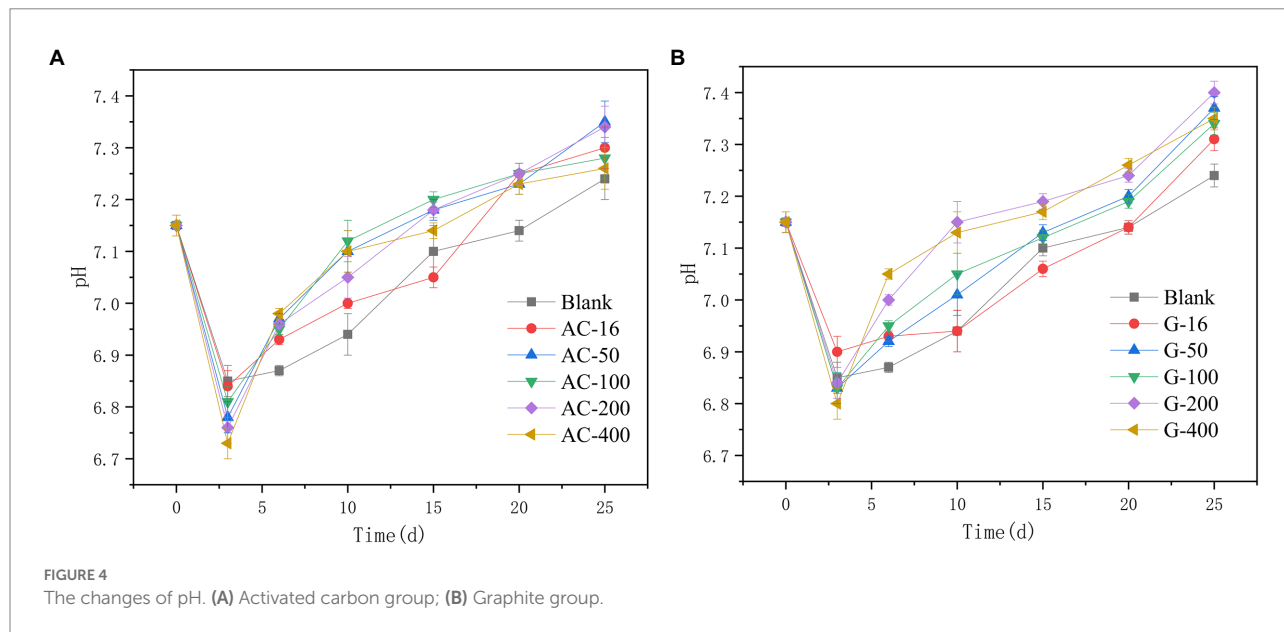 A
7.4
7.3
7.2
7.1
7.0
6.9
6.8
6.7
pH
0 5 10 15 20 25
Time(d)
Blank
AC-16
AC-50
AC-100
AC-200
AC-400
B
7.4
7.3
7.2
7.1
7.0
6.9
6.8
6.7
pH
0 5 10 15 20 25
Time(d)
Blank
G-16
G-50
G-100
G-200
G-400
FIGURE 4
The changes of pH. (A) Activated carbon group; (B) Graphite group.